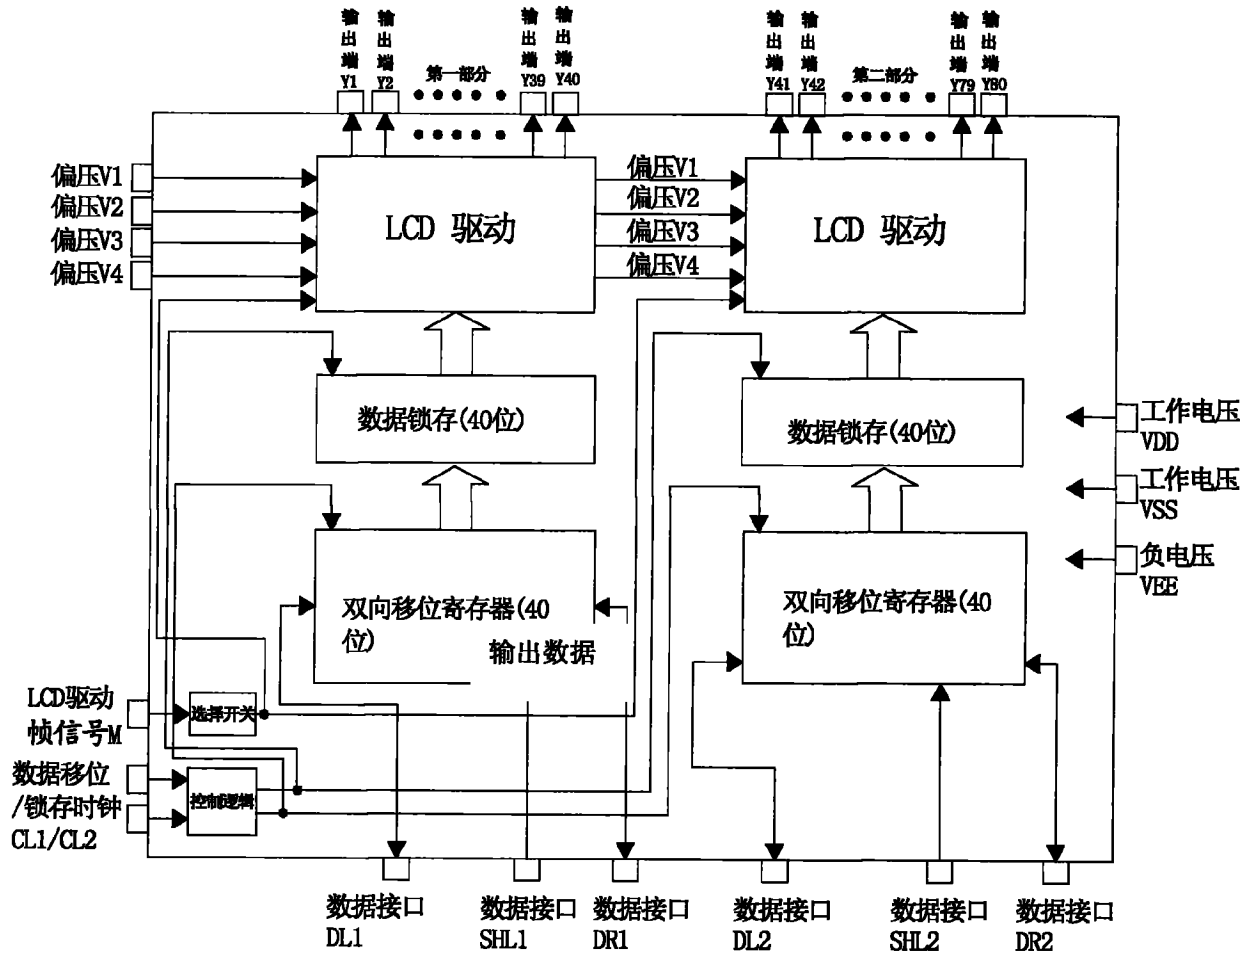 输出端Y1
输出端Y2
第一部分
输出端Y39
输出端Y40
输出端Y41
输出端Y42
第二部分
输出端Y79
输出端Y80
偏压V1
偏压V2
偏压V3
偏压V4
LCD 驱动
偏压V1
偏压V2
偏压V3
偏压V4
LCD 驱动
数据锁存(40位)
数据锁存(40位)
工作电压
VDD
工作电压
VSS
负电压
VEE
双向移位寄存器(40
位)
输出数据
双向移位寄存器(40
位)
LCD驱动
帧信号M
选择开关
数据移位
/锁存时钟
CL1/CL2
控制逻辑
数据接口
DL1
数据接口
SHL1
数据接口
DR1
数据接口
DL2
数据接口
SHL2
数据接口
DR2